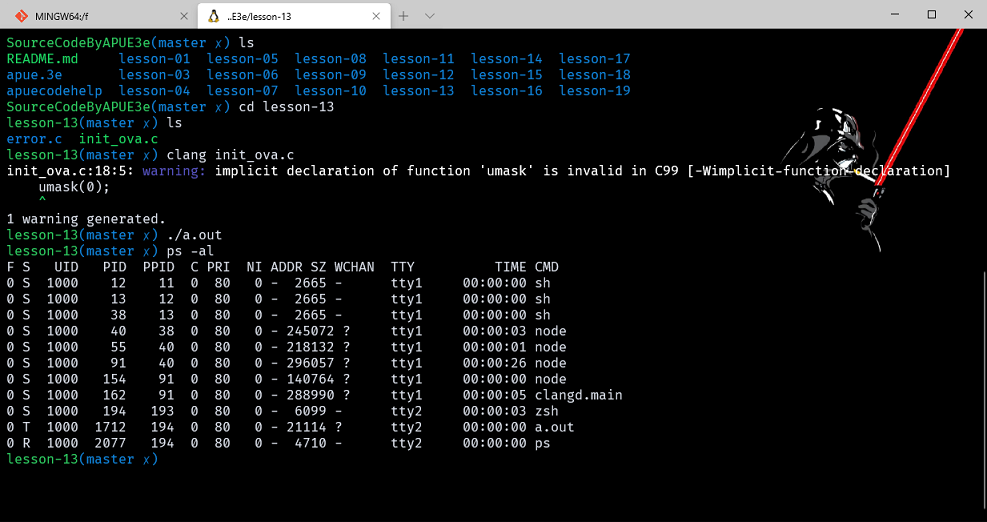 MINGW64:/f
..E3e/lesson-13
SourceCodeByAPUE3e(master x) ls
README.md lesson-01 lesson-05 lesson-08 lesson-11 lesson-14 lesson-17
apue.3e lesson-03 lesson-06 lesson-09 lesson-12 lesson-15 lesson-18
apuecodehelp lesson-04 lesson-07 lesson-10 lesson-13 lesson-16 lesson-19
SourceCodeByAPUE3e(master x) cd lesson-13
lesson-13(master x) ls
error.c init_ova.c
lesson-13(master x) clang init_ova.c
init_ova.c:18:5: warning: implicit declaration of function 'umask' is invalid in C99 [-Wimplicit-function-declaration]
umask(0);
^
1 warning generated.
lesson-13(master x) ./a.out
lesson-13(master x) ps -al
F S UID PID PPID C PRI NI ADDR SZ WCHAN TTY TIME CMD
0 S 1000 12 11 0 80 0 - 2665 - tty1 00:00:00 sh
0 S 1000 13 12 0 80 0 - 2665 - tty1 00:00:00 sh
0 S 1000 38 13 0 80 0 - 2665 - tty1 00:00:00 sh
0 S 1000 40 38 0 80 0 - 245072 ? tty1 00:00:03 node
0 S 1000 55 40 0 80 0 - 218132 ? tty1 00:00:01 node
0 S 1000 91 40 0 80 0 - 296057 ? tty1 00:00:26 node
0 S 1000 154 91 0 80 0 - 140764 ? tty1 00:00:00 node
0 S 1000 162 91 0 80 0 - 288990 ? tty1 00:00:05 clangd.main
0 S 1000 194 193 0 80 0 - 6099 - tty2 00:00:03 zsh
0 T 1000 1712 194 0 80 0 - 21114 ? tty2 00:00:00 a.out
0 R 1000 2077 194 0 80 0 - 4710 - tty2 00:00:00 ps
lesson-13(master x)